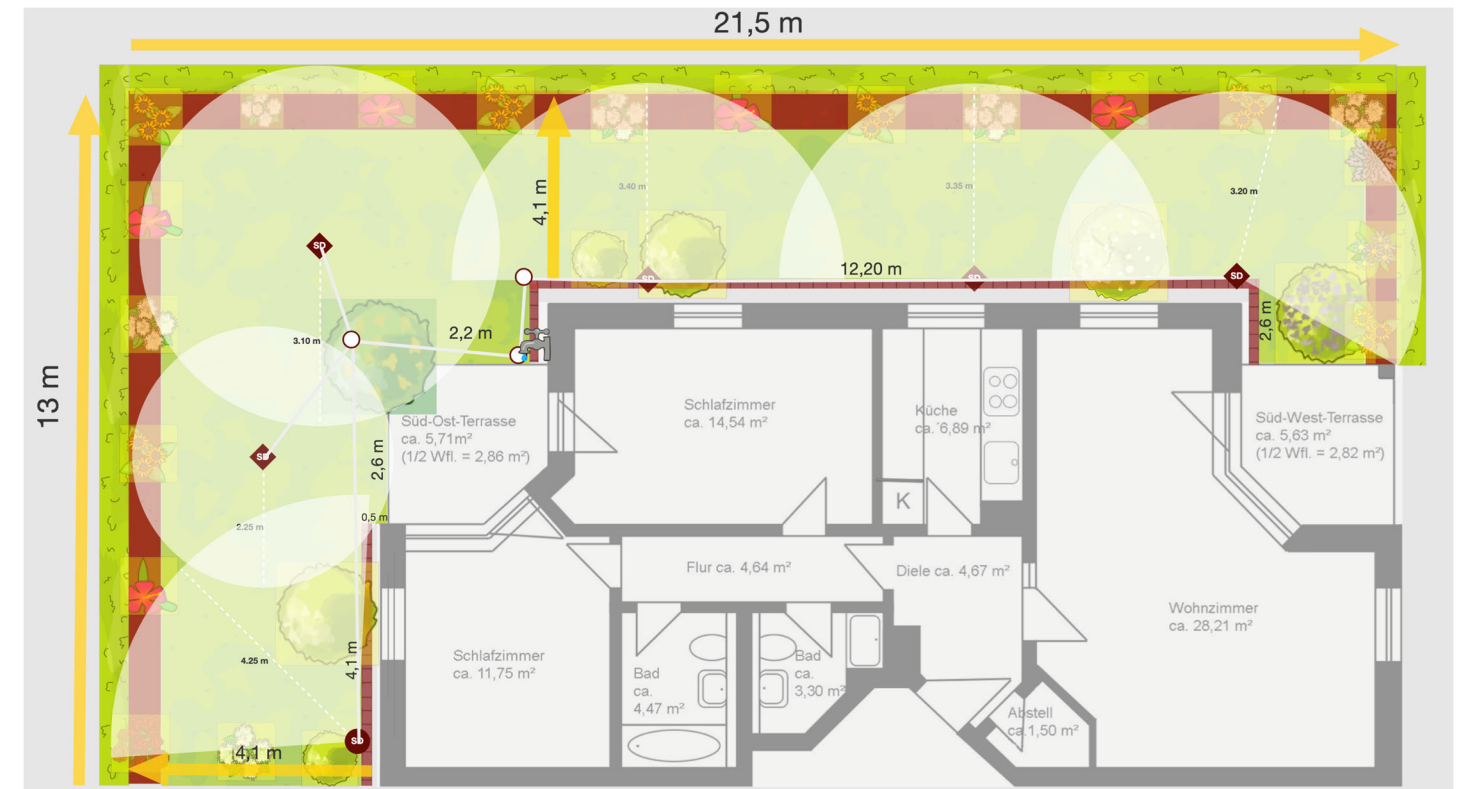 21,5 m
13 m
4,1 m
3.40 m
3.35 m
3.20 m
SD
SD
SD
SD
12,20 m
2,6 m
2,2 m
3.10 m
SD
2.25 m
2,6 m
0,5 m
4.25 m
4,1 m
SD
4,1 m
Süd-Ost-Terrasse
ca. 5,71m²
(1/2 Wfl. = 2,86 m²)
Schlafzimmer
ca. 14,54 m²
Küche
ca. 6,89 m²
K
Süd-West-Terrasse
ca. 5,63 m²
(1/2 Wfl. = 2,82 m²)
Flur ca. 4,64 m²
Diele ca. 4,67 m²
Wohnzimmer
ca. 28,21 m²
Schlafzimmer
ca. 11,75 m²
Bad
ca.
4,47 m²
Bad
ca.
3,30 m²
Abstell
ca.1,50 m²